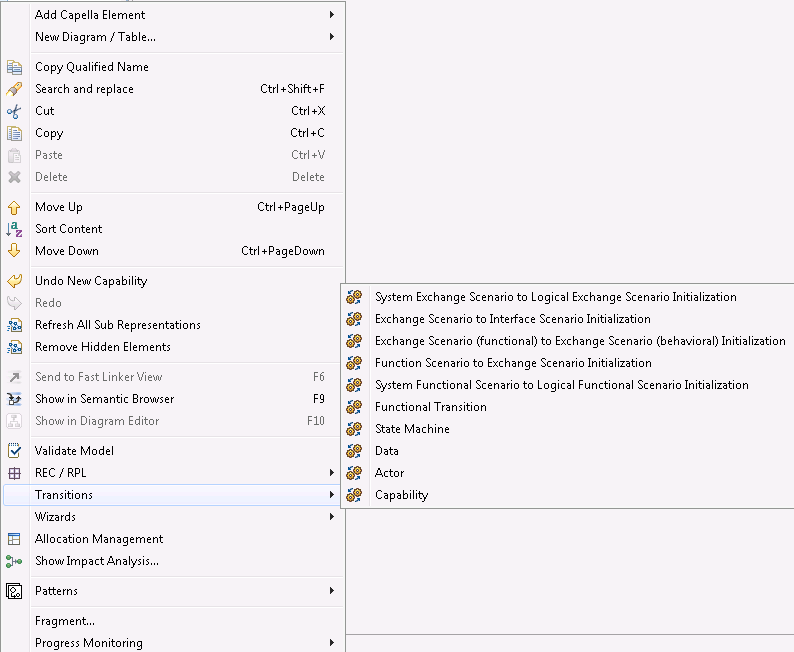 Add Capella Element
New Diagram / Table...
Copy Qualified Name
Search and replace Ctrl+Shift+F
Cut Ctrl+X
Copy Ctrl+C
Paste Ctrl+V
Delete Delete
Move Up Ctrl+PageUp
Sort Content
Move Down Ctrl+PageDown
Undo New Capability
Redo
Refresh All Sub Representations
Remove Hidden Elements
Send to Fast Linker View F6
Show in Semantic Browser F9
Show in Diagram Editor F10
Validate Model
REC / RPL
Transitions
Wizards
Allocation Management
Show Impact Analysis...
Patterns
Fragment...
Progress Monitoring
System Exchange Scenario to Logical Exchange Scenario Initialization
Exchange Scenario to Interface Scenario Initialization
Exchange Scenario (functional) to Exchange Scenario (behavioral) Initialization
Function Scenario to Exchange Scenario Initialization
System Functional Scenario to Logical Functional Scenario Initialization
Functional Transition
State Machine
Data
Actor
Capability